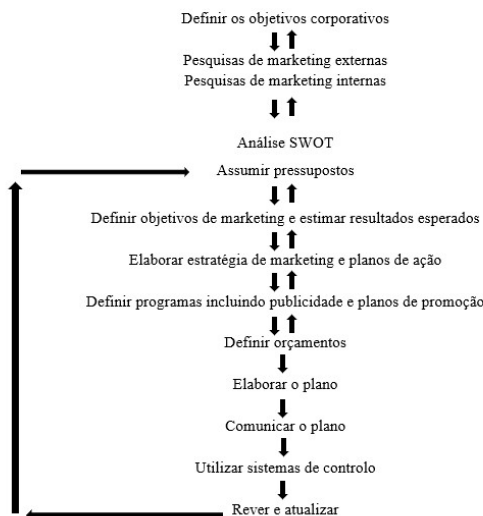 Definir os objetivos corporativos
Pesquisas de marketing externas
Pesquisas de marketing internas
Análise SWOT
Assumir pressupostos
Definir objetivos de marketing e estimar resultados esperados
Elaborar estratégia de marketing e planos de ação
Definir programas incluindo publicidade e planos de promoção
Definir orçamentos
Elaborar o plano
Comunicar o plano
Utilizar sistemas de controlo
Rever e atualizar